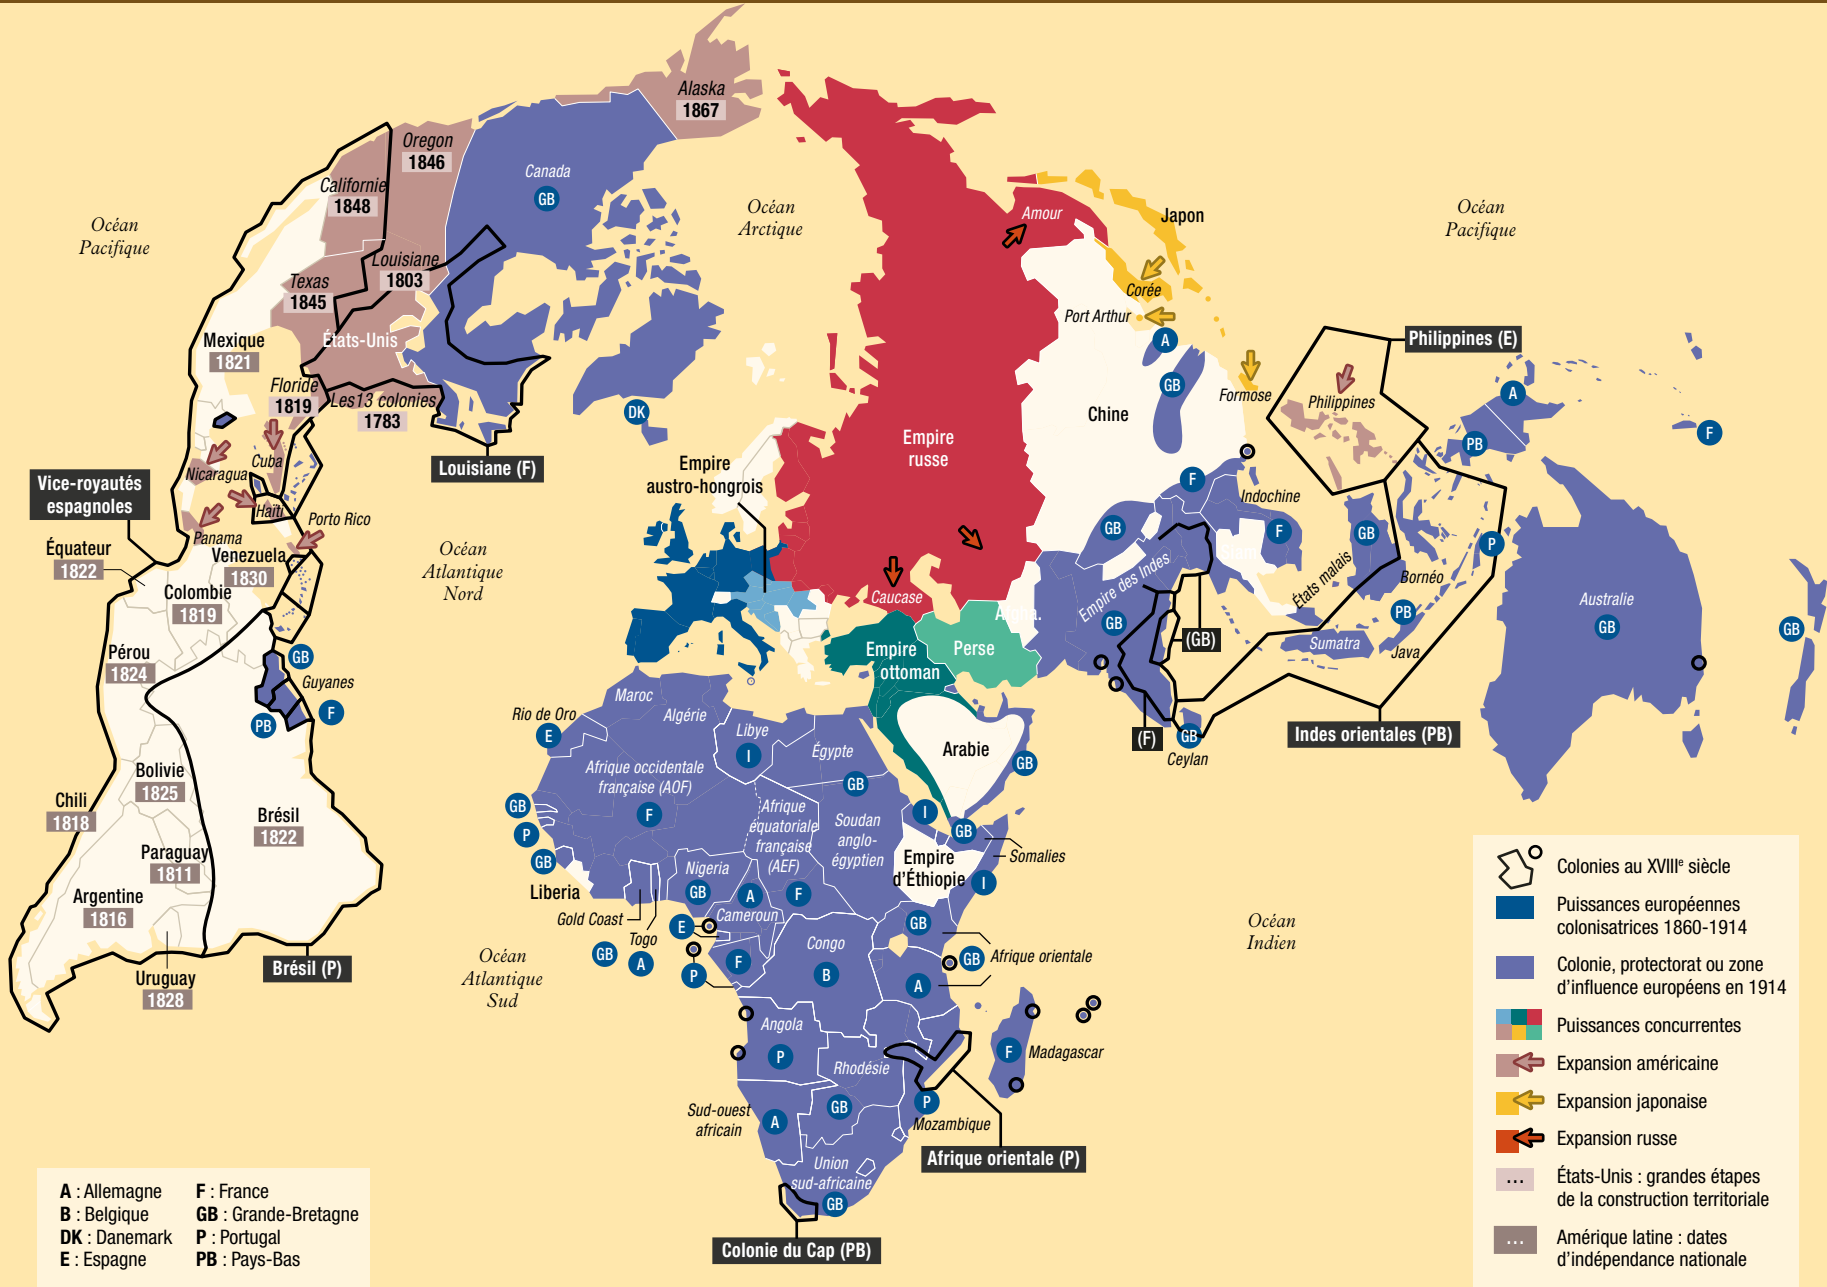 Océan
Pacifique
Alaska
1867
Oregon
1846
Californie
1848
Canada
GB
Océan
Arctique
Amour
Japon
Océan
Pacifique
Louisiane
1803
Texas
1845
États-Unis
Mexique
1821
Floride
1819
Les13 colonies
1783
Corée
Port Arthur
A
GB
Formose
Chine
Philippines (E)
Philippines
A
PB
F
DK
Louisiane (F)
Empire
russe
Empire
austro-hongrois
Nicaragua
Cuba
Haïti
Porto Rico
Panama
Vice-royautés
espagnoles
Équateur
1822
Venezuela
1830
Colombie
1819
Pérou
1824
GB
Guyanes
F
PB
Océan
Atlantique
Nord
F
Indochine
F
GB
Siam
GB
États malais
Bornéo
P
PB
Sumatra
Java
Empire des Indes
GB
(GB)
(F)
GB
Ceylan
Indes orientales (PB)
Australie
GB
GB
Caucase
Afgha.
Perse
Empire
ottoman
Arabie
GB
Bolivie
1825
Chili
1818
Brésil
1822
Paraguay
1811
Argentine
1816
Uruguay
1828
Brésil (P)
Maroc
Rio de Oro
E
Algérie
Libye
I
Égypte
GB
Afrique occidentale
française (AOF)
F
GB
P
GB
Liberia
Afrique
équatoriale
française
(AEF)
F
Soudan
anglo-
égyptien
I
GB
Somalies
Empire
d’Éthiopie
I
Nigeria
GB
A
Cameroun
Gold Coast
Togo
GB
A
E
P
F
Congo
B
GB
GB
Afrique orientale
A
Océan
Atlantique
Sud
Océan
Indien
Angola
P
Rhodésie
GB
F
Madagascar
P
Mozambique
Sud-ouest
africain
A
Union
sud-africaine
GB
Afrique orientale (P)
Colonie du Cap (PB)
A : Allemagne
B : Belgique
DK : Danemark
E : Espagne
F : France
GB : Grande-Bretagne
P : Portugal
PB : Pays-Bas
Colonies au XVIIIe siècle
Puissances européennes
colonisatrices 1860-1914
Colonie, protectorat ou zone
d’influence européens en 1914
Puissances concurrentes
Expansion américaine
Expansion japonaise
Expansion russe
... États-Unis : grandes étapes
de la construction territoriale
... Amérique latine : dates
d’indépendance nationale